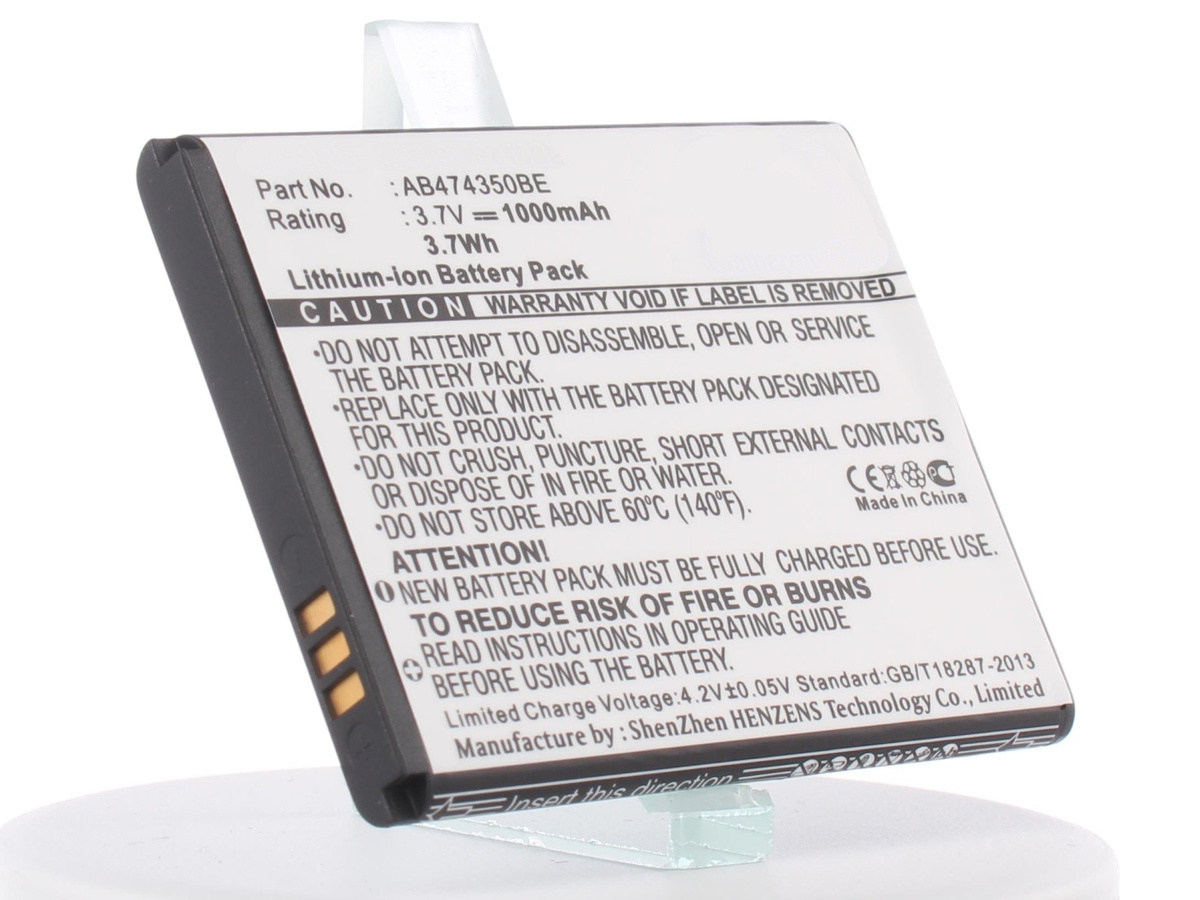 Part No. : AB474350BE
Rating : 3.7V 1000mAh
3.7Wh
Lithium-ion Battery Pack
CAUTION WARRANTY VOID IF LABEL IS REMOVED
•DO NOT ATTEMPT TO DISASSEMBLE, OPEN OR SERVICE
THE BATTERY PACK.
•REPLACE ONLY WITH THE BATTERY PACK DESIGNATED
FOR THIS PRODUCT.
•DO NOT CRUSH, PUNCTURE, SHORT EXTERNAL CONTACTS
OR DISPOSE OF IN FIRE OR WATER.
•DO NOT STORE ABOVE 60°C (140°F).
CE
Made In China
ATTENTION!
NEW BATTERY PACK MUST BE FULLY CHARGED BEFORE USE.
TO REDUCE RISK OF FIRE OR BURNS
READ INSTRUCTIONS IN OPERATING GUIDE
BEFORE USING BATTERY.
Limited Charge Voltage:4.2V±0.05V Standard:GB/T18287-2013
Manufacture by : ShenZhen HENZENS Technology Co., Limited
Insert this direction